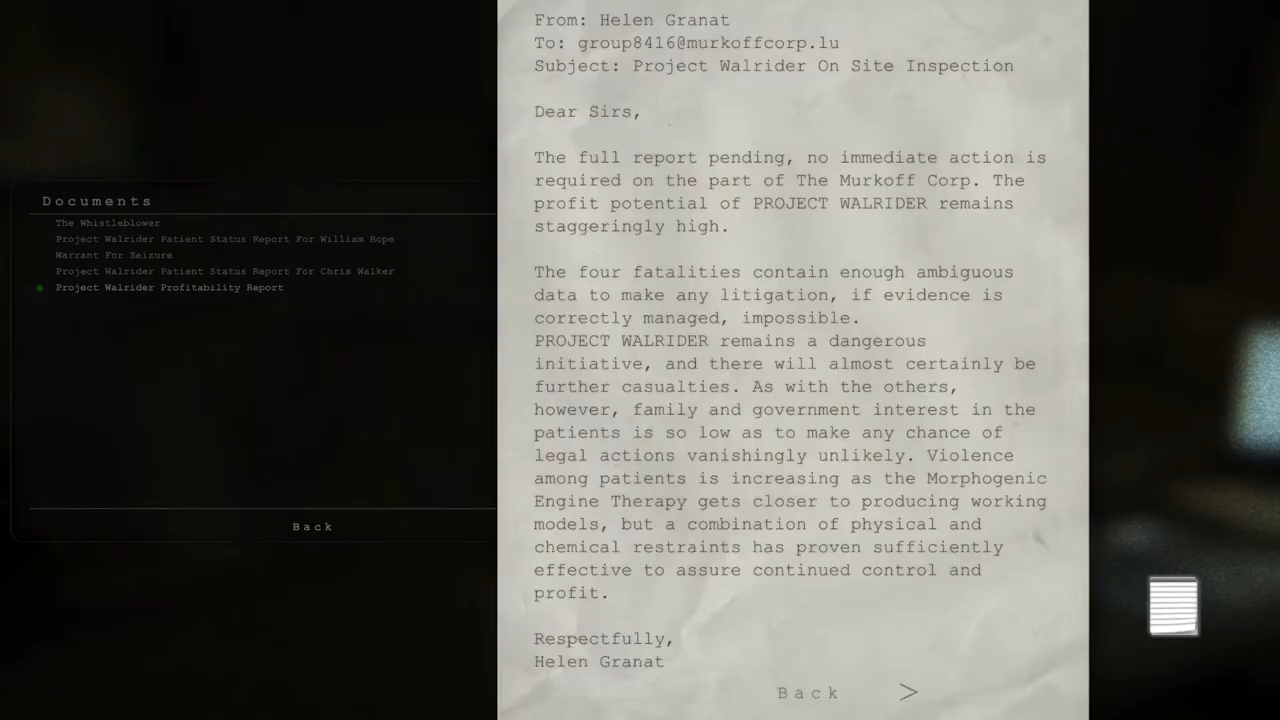 Documents
The Whistleblower
Project Walrider Patient Status Report For William Hope
Warrant For Seizure
Project Walrider Patient Status Report For Chris Walker
Project Walrider Profitability Report
Back
From: Helen Granat
To: group8416@murkoffcorp.lu
Subject: Project Walrider On Site Inspection
Dear Sirs,
The full report pending, no immediate action is
required on the part of The Murkoff Corp. The
profit potential of PROJECT WALRIDER remains
staggeringly high.
The four fatalities contain enough ambiguous
data to make any litigation, if evidence is
correctly managed, impossible.
PROJECT WALRIDER remains a dangerous
initiative, and there will almost certainly be
further casualties. As with the others,
however, family and government interest in the
patients is so low as to make any chance of
legal actions vanishingly unlikely. Violence
among patients is increasing as the Morphogenic
Engine Therapy gets closer to producing working
models, but a combination of physical and
chemical restraints has proven sufficiently
effective to assure continued control and
profit.
Respectfully,
Helen Granat
Back >